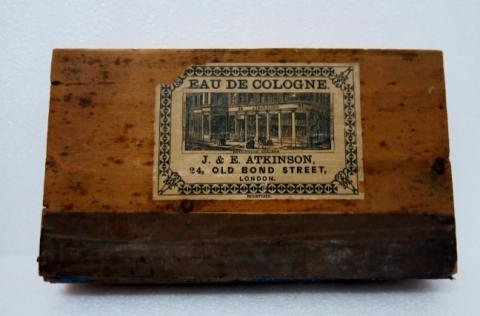 EAU DE COLOGNE.
J. & E. ATKINSON,
24, OLD BOND STREET,
LONDON.